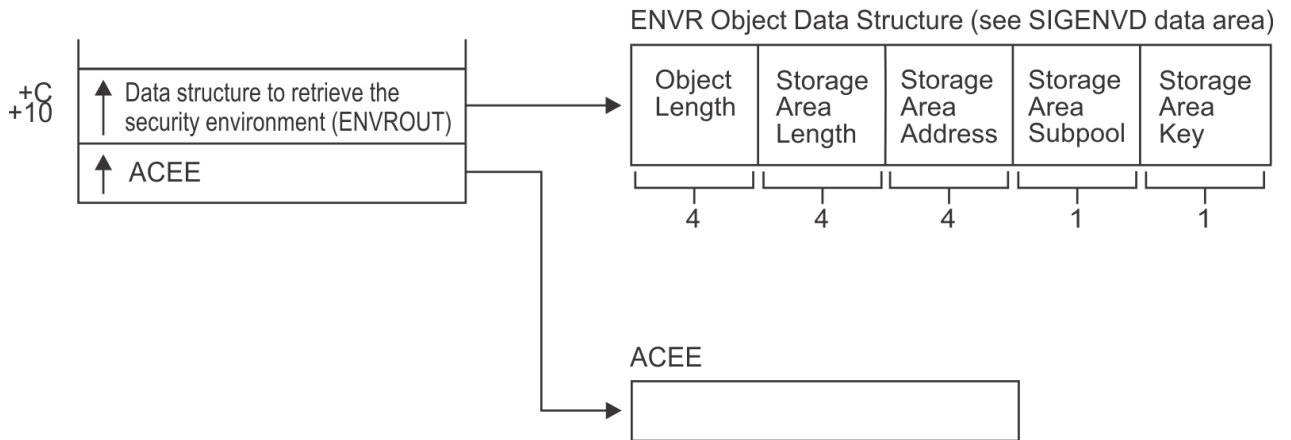 ENVR Object Data Structure (see SIGENVD data area)
+C
+10
Data structure to retrieve the
security environment (ENVROUT)
ACEE
Object
Length
Storage
Area
Length
Storage
Area
Address
Storage
Area
Subpool
Storage
Area
Key
4
4
4
1
1
ACEE